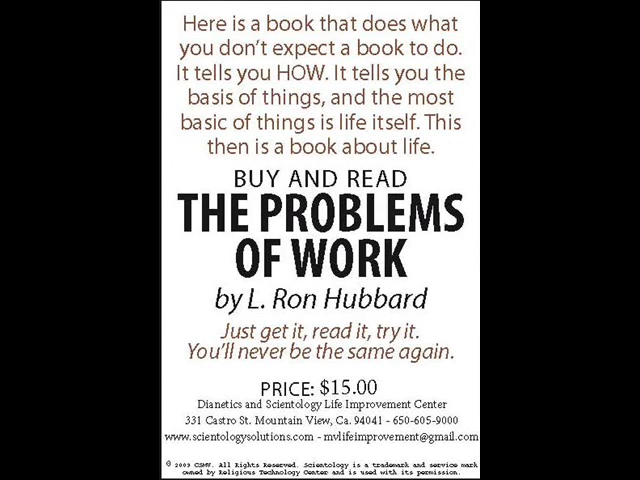 Here is a book that does what
you don't expect a book to do.
It tells you HOW. It tells you the
basis of things, and the most
basic of things is life itself. This
then is a book about life.
BUY AND READ
THE PROBLEMS
OF WORK
by L. Ron Hubbard
Just get it, read it, try it.
You'll never be the same again.
PRICE: $15.00
Dianetics and Scientology Life Improvement Center
331 Castro St. Mountain View, Ca. 94041 - 650-605-9000
www.scientologysolutions.com - mvlifeimprovement@gmail.com
© 2009 CSMV. All Rights Reserved. Scientology is a trademark and service mark
owned by Religious Technology Center and is used with its permission.